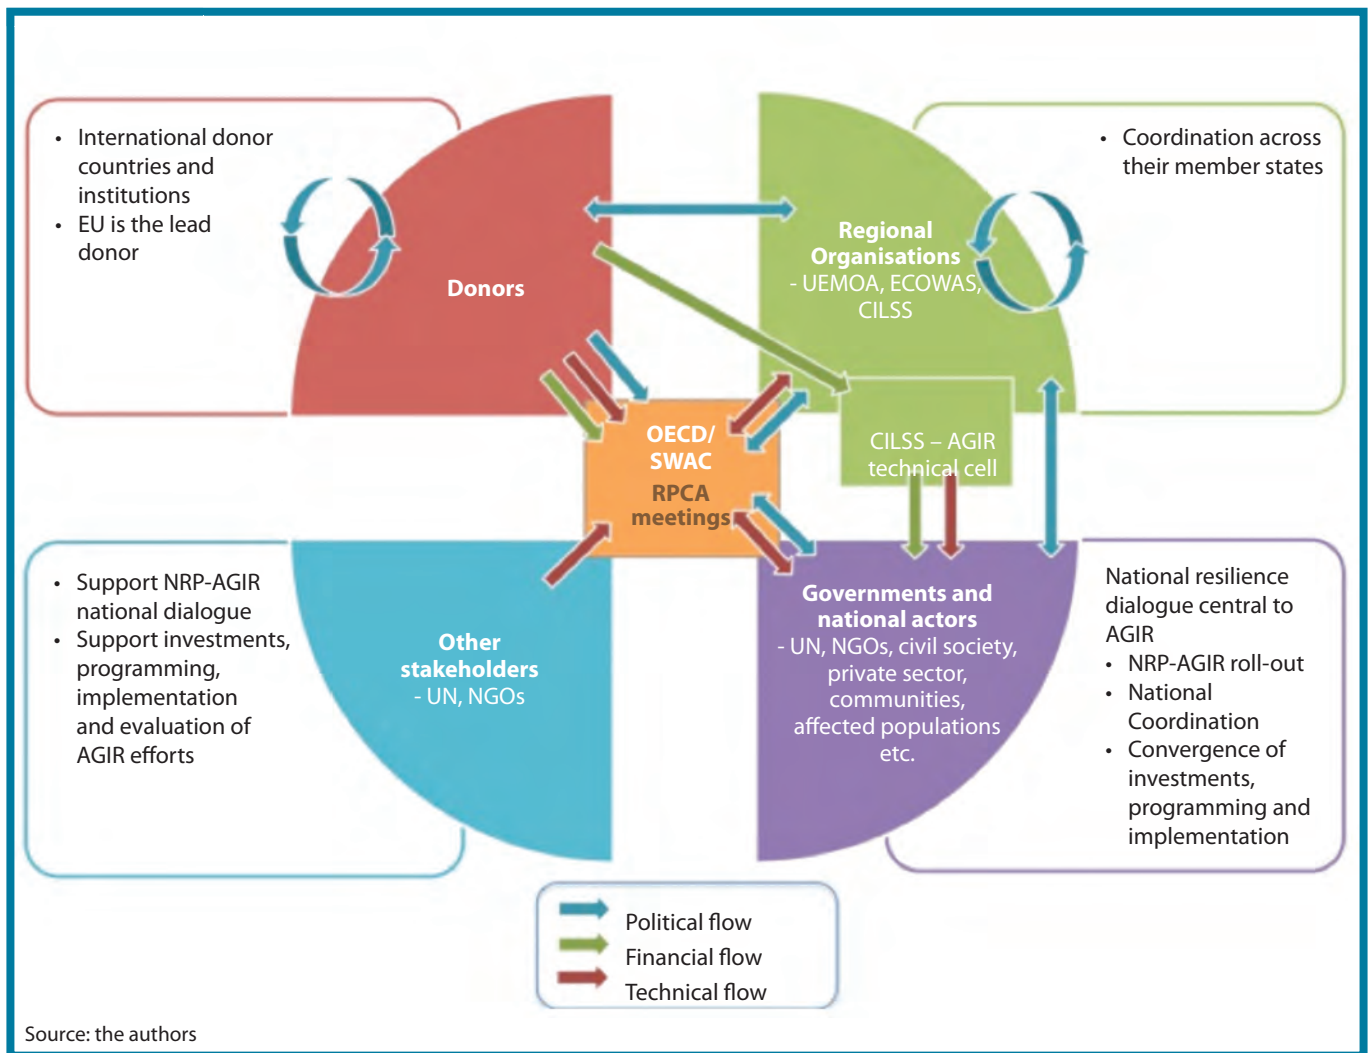 • International donor
countries and
institutions
• EU is the lead
donor
Donors
Regional
Organisations
- UEMOA, ECOWAS,
CILSS
• Coordination across
their member states
OECD/
SWAC
RPCA
meetings
CILSS – AGIR
technical cell
• Support NRP-AGIR
national dialogue
• Support investments,
programming,
implementation
and evaluation of
AGIR efforts
Other
stakeholders
- UN, NGOs
Governments and
national actors
- UN, NGOs, civil society,
private sector,
communities,
affected populations
etc.
National resilience
dialogue central to
AGIR
• NRP-AGIR roll-out
• National
Coordination
• Convergence of
investments,
programming and
implementation
Political flow
Financial flow
Technical flow
Source: the authors